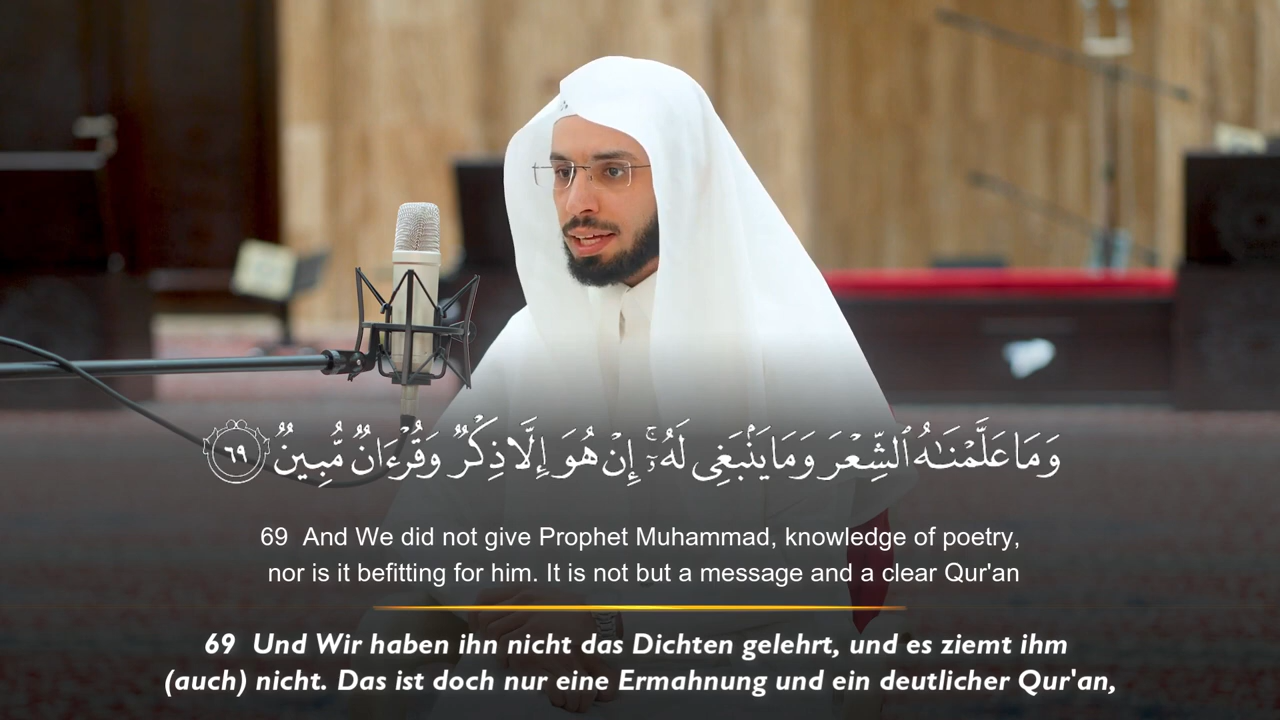 وَمَا عَلَّمْنَـٰهُ ٱلشِّعْرَ وَمَا يَنۢبَغِى لَهُۥٓ ۚ إِنْ هُوَ إِلَّا ذِكْرٌ وَقُرْءَانٌ مُّبِينٌ ٦٩
69 And We did not give Prophet Muhammad, knowledge of poetry,
nor is it befitting for him. It is not but a message and a clear Qur'an
69 Und Wir haben ihn nicht das Dichten gelehrt, und es ziemt ihm
(auch) nicht. Das ist doch nur eine Ermahnung und ein deutlicher Qur'an,